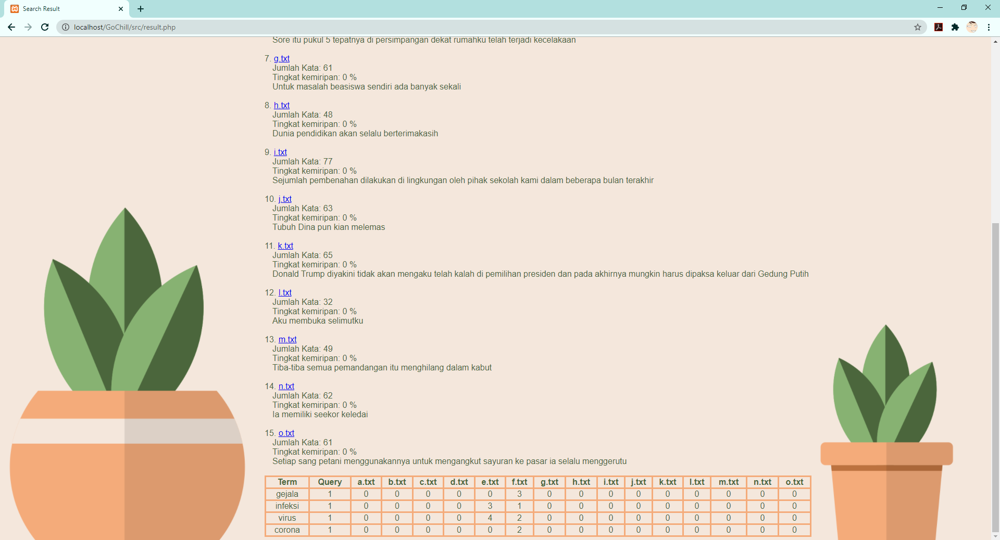 Search Result
localhost/GoChill/src/result.php
Sore itu pukul 5 tepatnya di persimpangan dekat rumahku telah terjadi kecelakaan
7. g.txt
Jumlah Kata: 61
Tingkat kemiripan: 0 %
Untuk masalah beasiswa sendiri ada banyak sekali
8. h.txt
Jumlah Kata: 48
Tingkat kemiripan: 0 %
Dunia pendidikan akan selalu berterimakasih
9. i.txt
Jumlah Kata: 77
Tingkat kemiripan: 0 %
Sejumlah pembenahan dilakukan di lingkungan oleh pihak sekolah kami dalam beberapa bulan terakhir
10. j.txt
Jumlah Kata: 63
Tingkat kemiripan: 0 %
Tubuh Dina pun kian melemas
11. k.txt
Jumlah Kata: 65
Tingkat kemiripan: 0 %
Donald Trump diyakini tidak akan mengaku telah kalah di pemilihan presiden dan pada akhirnya mungkin harus dipaksa keluar dari Gedung Putih
12. l.txt
Jumlah Kata: 32
Tingkat kemiripan: 0 %
Aku membuka selimutku
13. m.txt
Jumlah Kata: 49
Tingkat kemiripan: 0 %
Tiba-tiba semua pemandangan itu menghilang dalam kabut
14. n.txt
Jumlah Kata: 62
Tingkat kemiripan: 0 %
Ia memiliki seekor keledai
15. o.txt
Jumlah Kata: 61
Tingkat kemiripan: 0 %
Setiap sang petani menggunakannya untuk mengangkut sayuran ke pasar ia selalu menggerutu
Term Query a.txt b.txt c.txt d.txt e.txt f.txt g.txt h.txt i.txt j.txt k.txt l.txt m.txt n.txt o.txt
gejala 1 0 0 0 0 0 3 0 0 0 0 0 0 0 0 0
infeksi 1 0 0 0 0 3 1 0 0 0 0 0 0 0 0 0
virus 1 0 0 0 0 4 2 0 0 0 0 0 0 0 0 0
corona 1 0 0 0 0 0 2 0 0 0 0 0 0 0 0 0